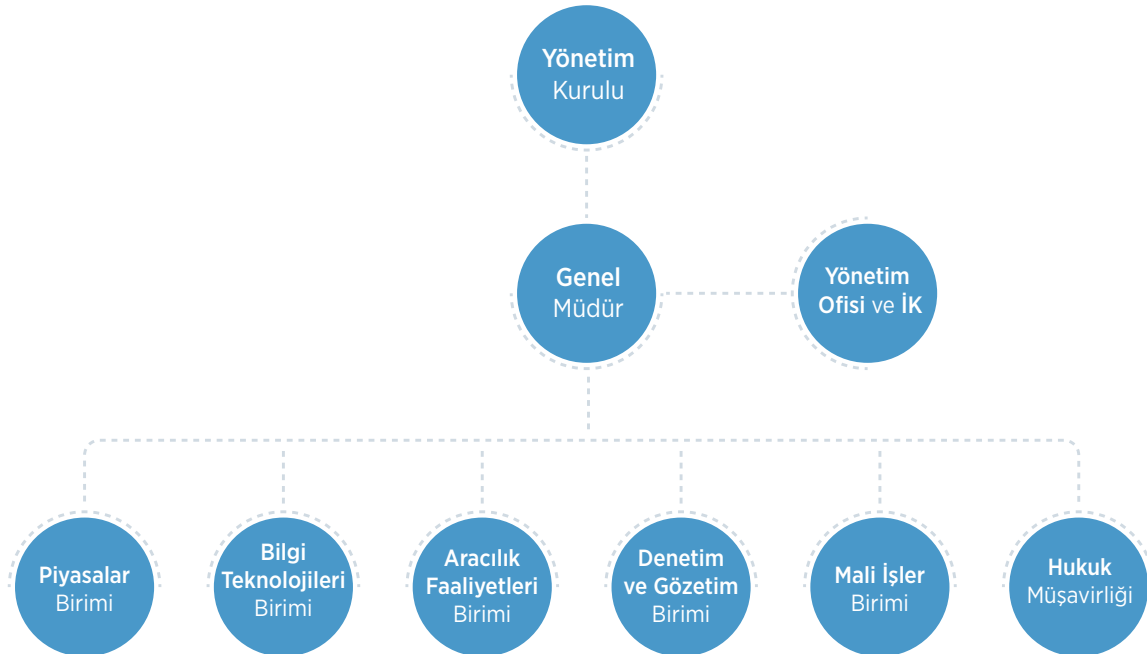 Yönetim
Kurulu
Genel
Müdür
Yönetim
Ofisi ve İK
Piyasalar
Birimi
Bilgi
Teknolojileri
Birimi
Aracılık
Faaliyetleri
Birimi
Denetim
ve Gözetim
Birimi
Mali İşler
Birimi
Hukuk
Müşavirliği